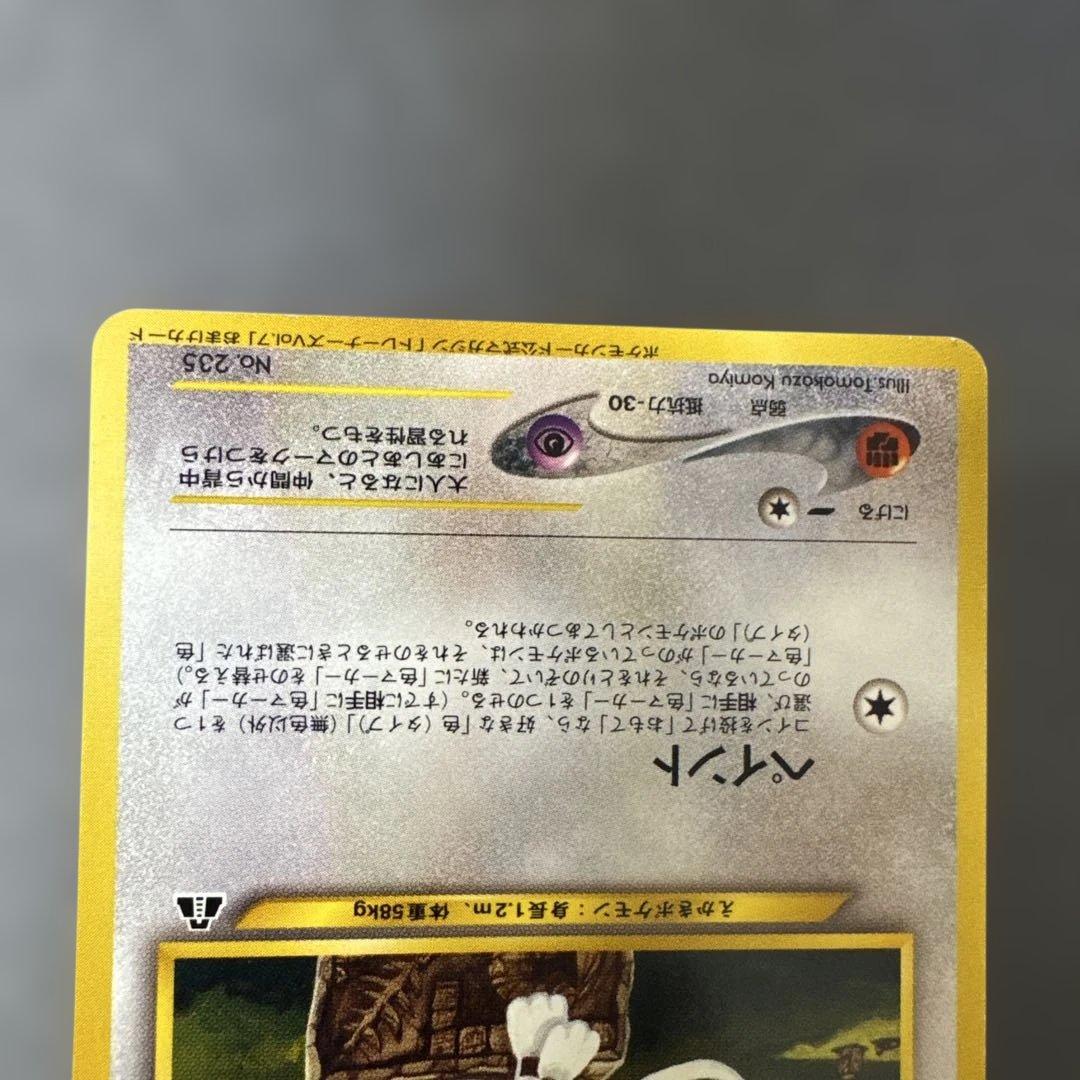 えかきポケモン：身長1.2m、体重58kg
ペイント
コインを投げて「おもて」なら、好きな「色（タイプ）」（無色以外）を1つ
選び、相手に「色マーカー」を1つのせる。（すでに相手に「色マーカー」が
のっているなら、それをとりのぞいて、新たに「色マーカー」をのせ替える。）
「色マーカー」がのっているポケモンは、それをのせるときに選ばれた「色
（タイプ）」のポケモンとしてあつかわれる。
にげる
弱点
抵抗力-30
大人になると、仲間から背中
にあしあとのマークをつけら
れる習性をもつ。
Illus.Tomokazu Komiya
No. 235
ポケモンカード公式マガジン「トレーナーズVol.7」おまけカード